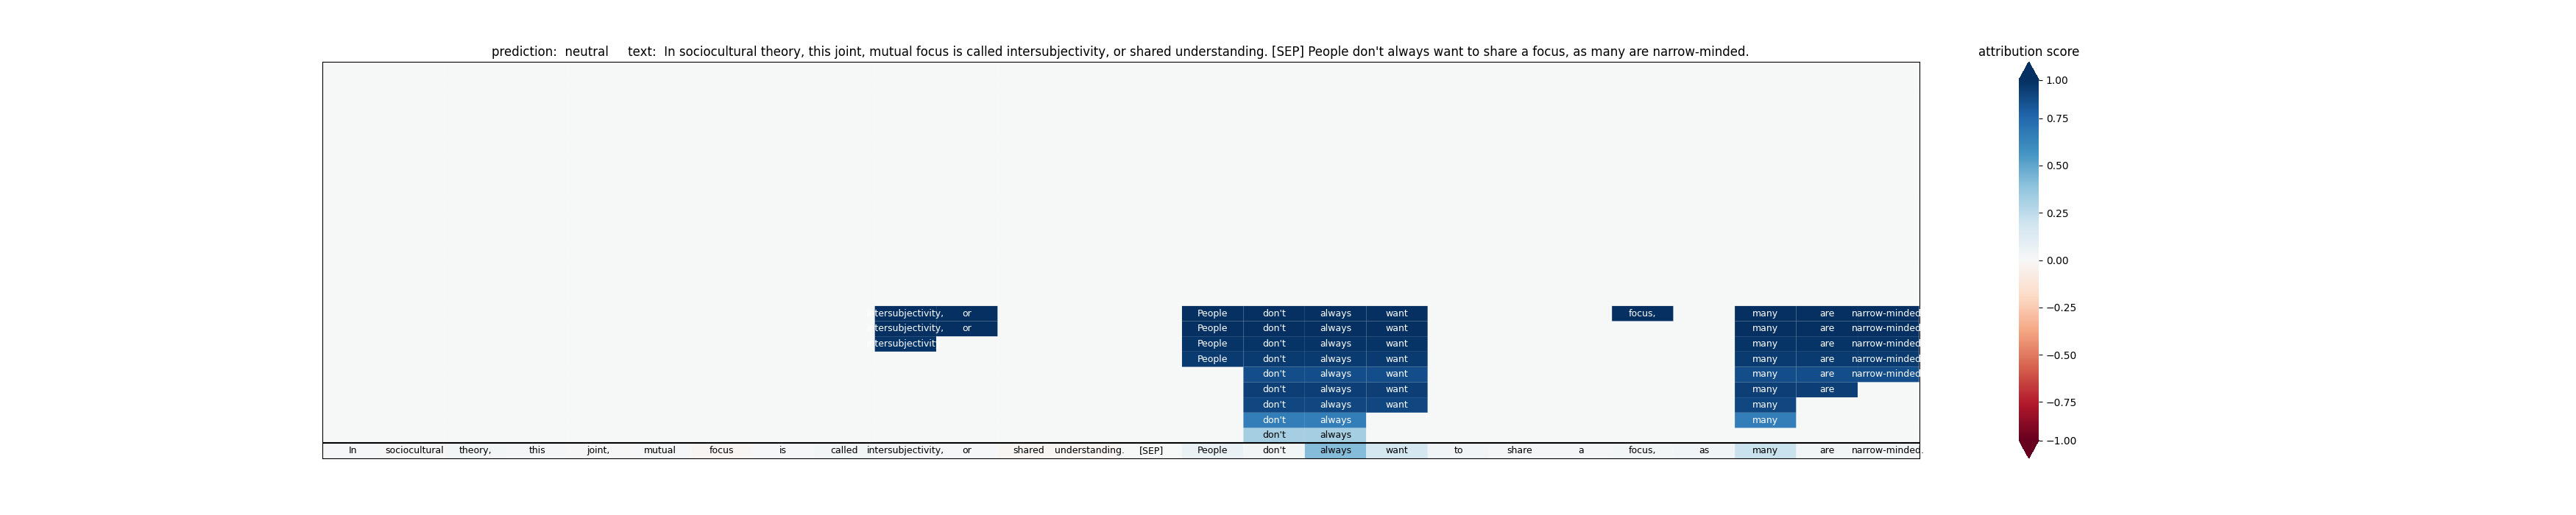 prediction:  neutral     text:  In sociocultural theory, this joint, mutual focus is called intersubjectivity, or shared understanding. [SEP] People don't always want to share a focus, as many are narrow-minded.
attribution score
tersubjectivity, or People don't always want focus, many are narrow-minded
tersubjectivity, or People don't always want many are narrow-minded
tersubjectivit People don't always want many are narrow-minded
People don't always want many are narrow-minded
don't always want many are narrow-minded
don't always want many are
don't always want many
don't always many
don't always
In sociocultural theory, this joint, mutual focus is called intersubjectivity, or shared understanding. [SEP] People don't always want to share a focus, as many are narrow-minded.
1.00
0.75
0.50
0.25
0.00
−0.25
−0.50
−0.75
−1.00